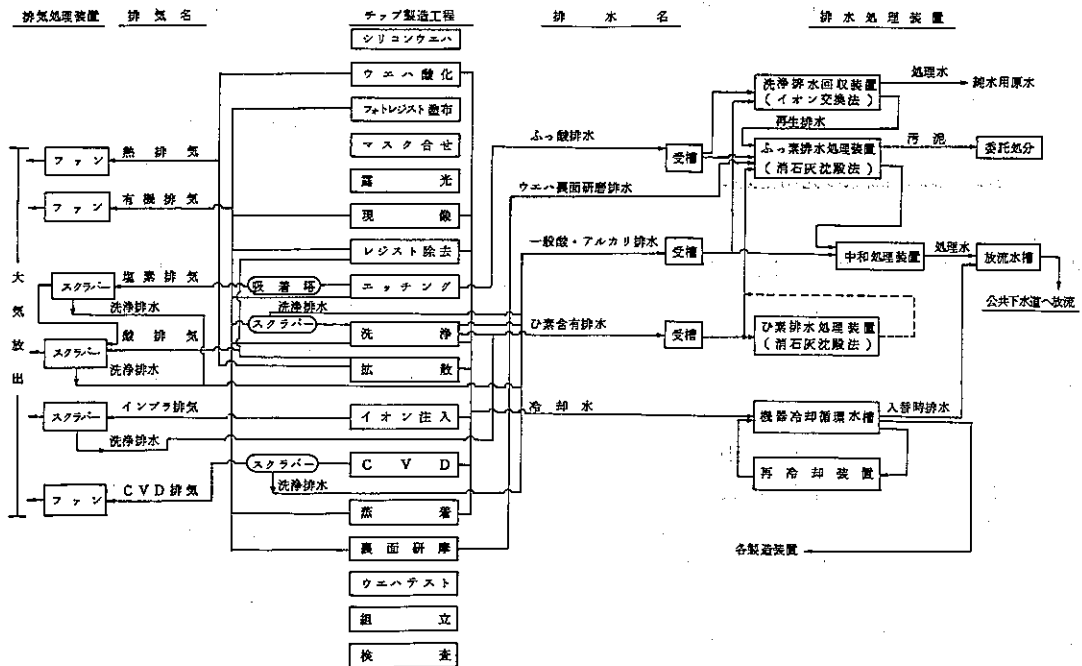 排気処理装置 排気名 チップ製造工程 排水名 排水処理装置
シリコンウエハ
ウエハ酸化
フォトレジスト塗布
マスク合せ
露光
現像
レジスト除去
エッチング
洗浄
拡散
イオン注入
CVD
蒸着
裏面研摩
ウエハテスト
組立
検査
大気放出
ファン
熱排気
ファン
有機排気
スクラバー
塩素排気
吸着塔
洗浄排水
スクラバー
酸排気
スクラバー
洗浄排水
洗浄排水
スクラバー
インプラ排気
洗浄排水
ファン
CVD排気
スクラバー
洗浄排水
ふっ酸排水
受槽
ウエハ裏面研磨排水
一般酸・アルカリ排水
受槽
ひ素含有排水
受槽
冷却水
洗浄排水回収装置
(イオン交換法)
処理水
純水用原水
再生排水
ふっ素排水処理装置
(消石灰沈殿法)
汚泥
委託処分
中和処理装置
処理水
放流水槽
公共下水道へ放流
ひ素排水処理装置
(消石灰沈殿法)
機器冷却循環水槽
入替時排水
再冷却装置
各製造装置